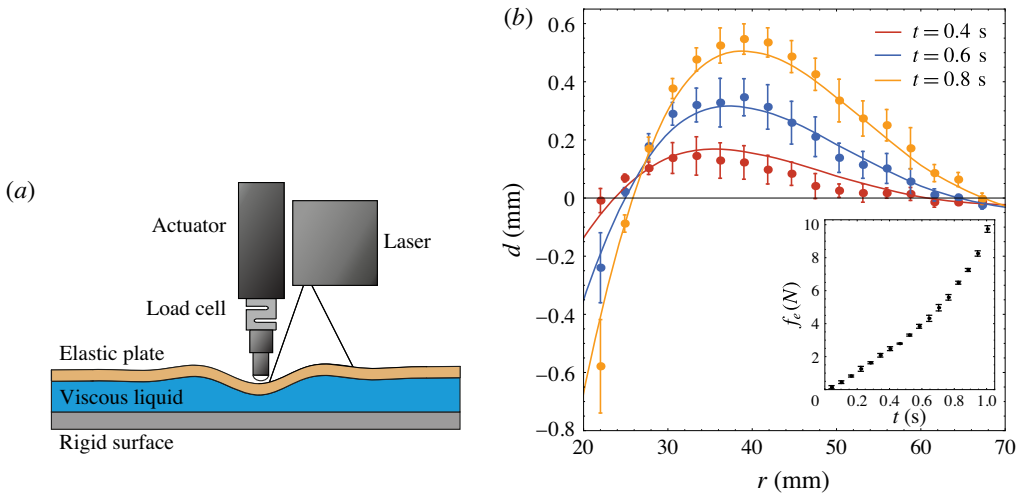 (a)
Actuator
Laser
Load cell
Elastic plate
Viscous liquid
Rigid surface
(b)
0.6
0.4
0.2
0
−0.2
−0.4
−0.6
−0.8
d (mm)
t = 0.4 s
t = 0.6 s
t = 0.8 s
10
8
6
4
2
f_e(N)
0 0.2 0.4 0.6 0.8 1.0
t (s)
20 30 40 50 60 70
r (mm)